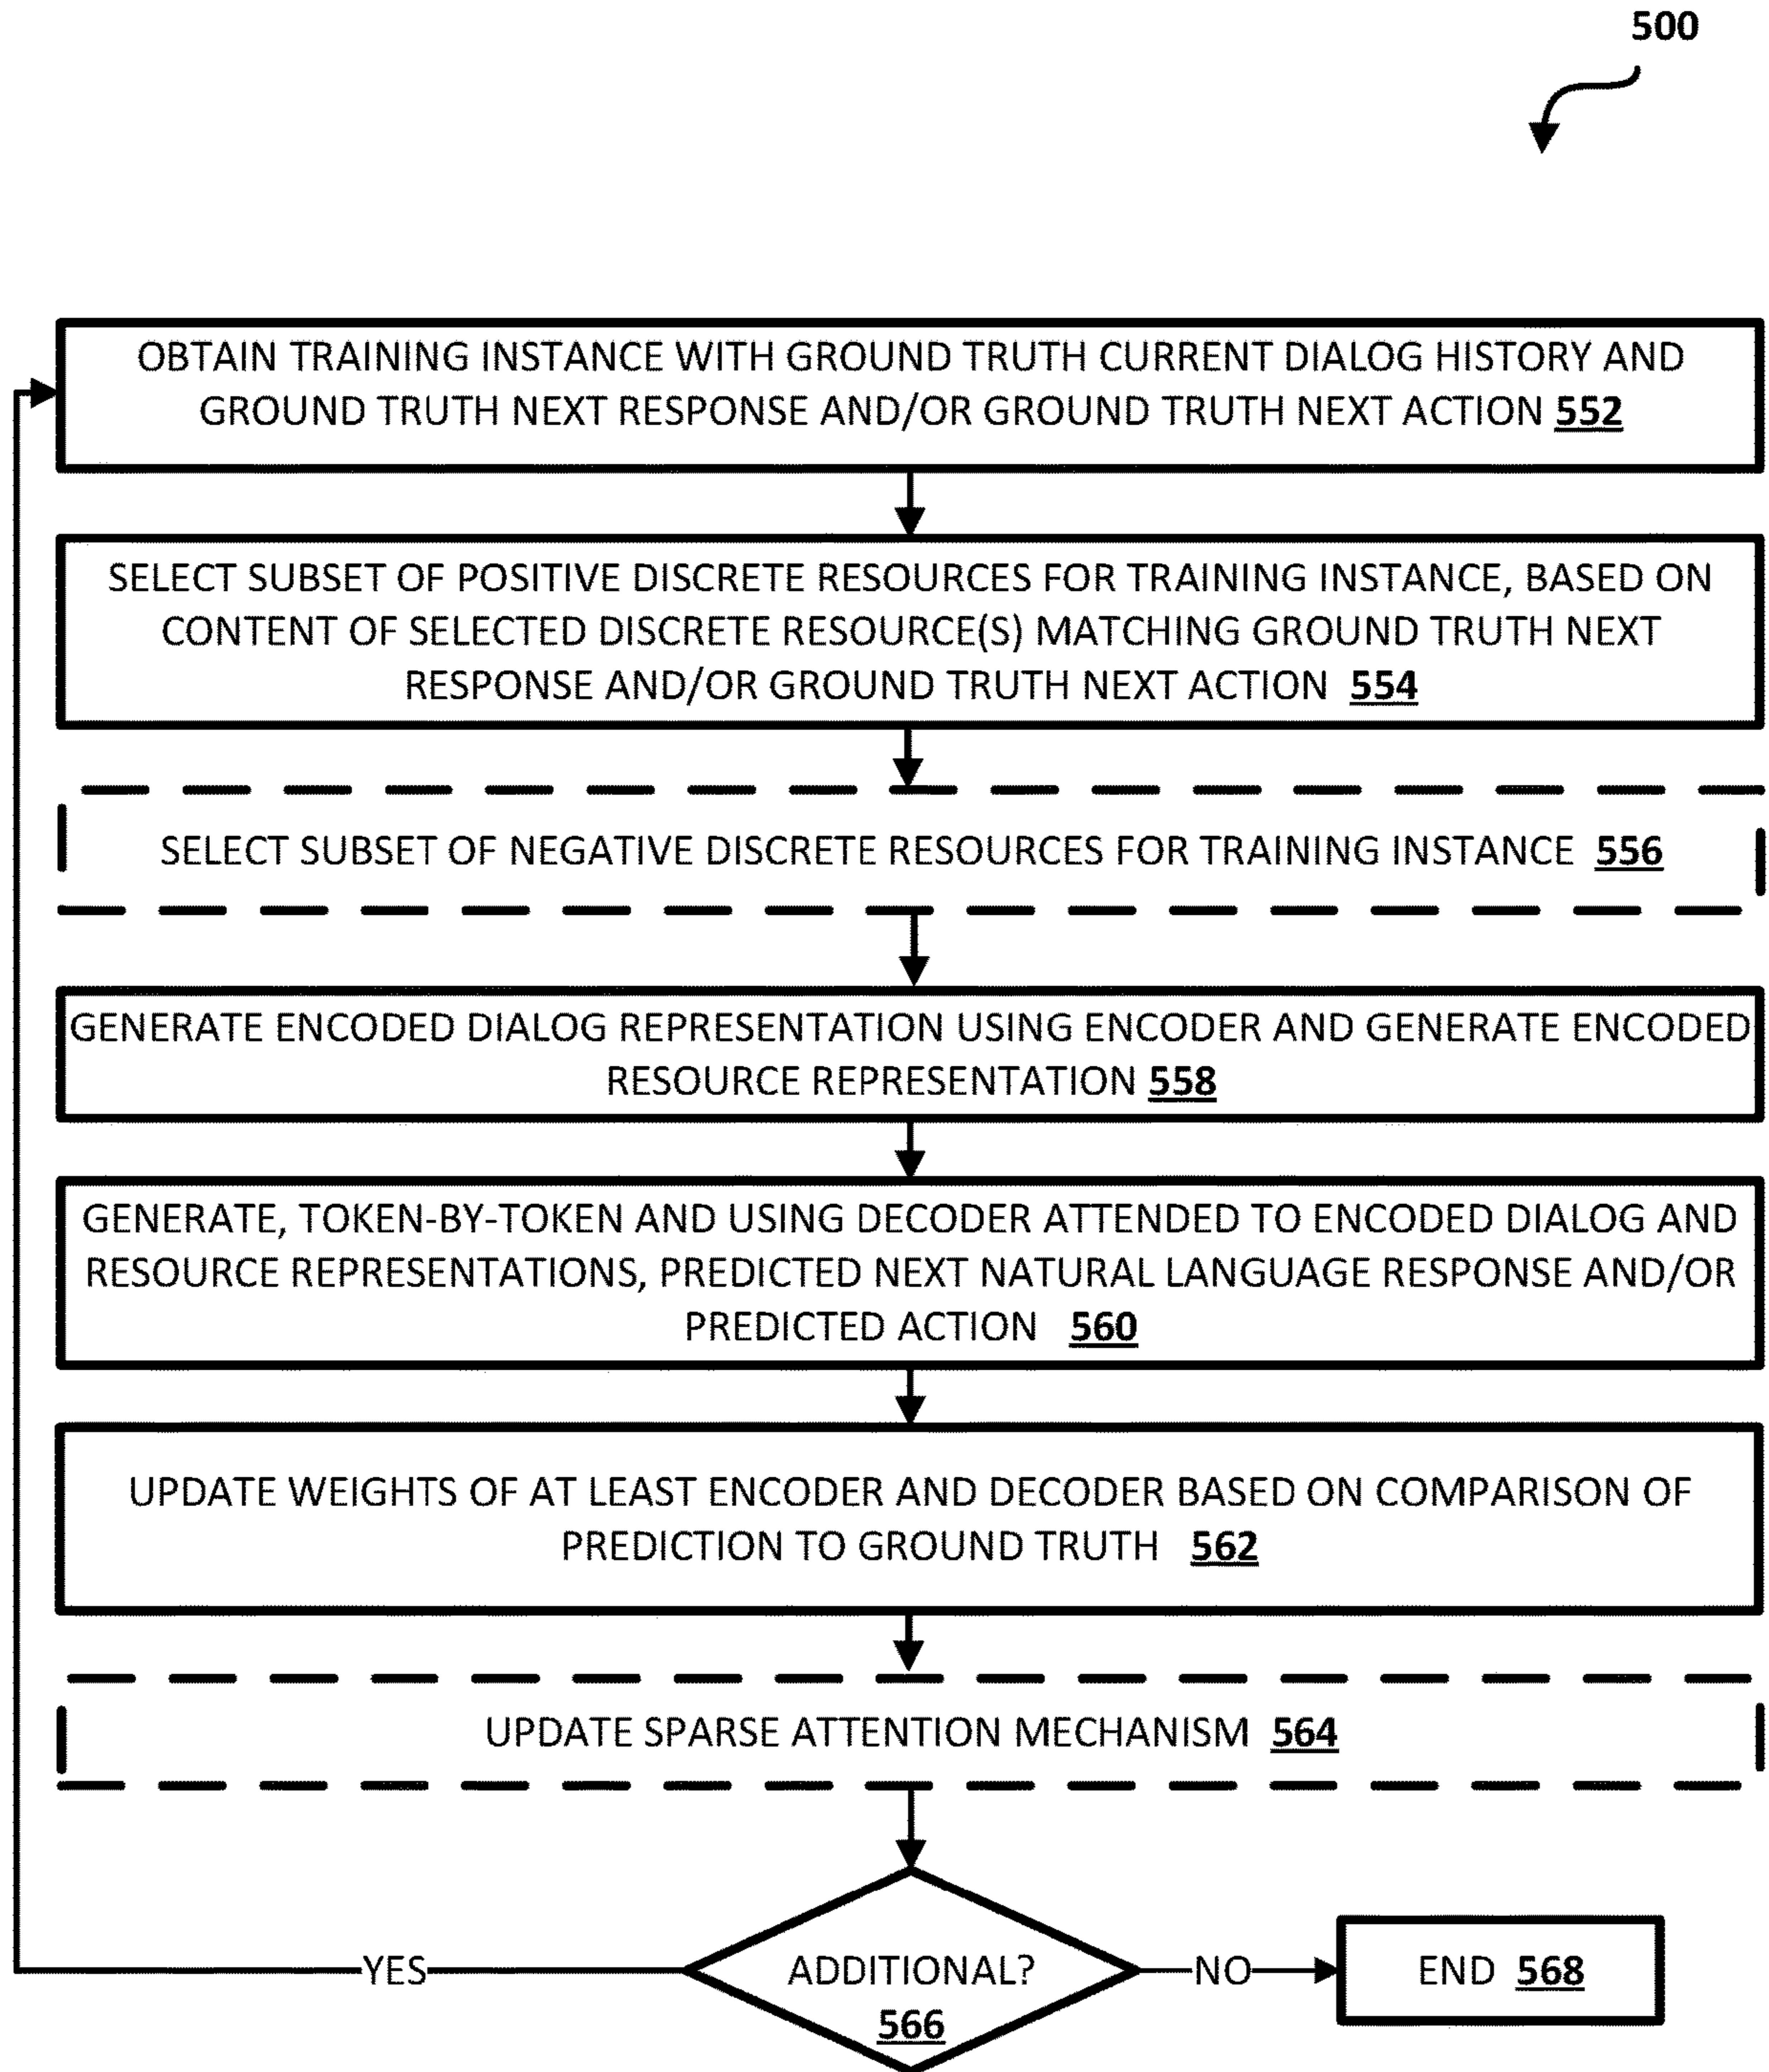 500
OBTAIN TRAINING INSTANCE WITH GROUND TRUTH CURRENT DIALOG HISTORY AND
GROUND TRUTH NEXT RESPONSE AND/OR GROUND TRUTH NEXT ACTION 552
SELECT SUBSET OF POSITIVE DISCRETE RESOURCES FOR TRAINING INSTANCE, BASED ON
CONTENT OF SELECTED DISCRETE RESOURCE(S) MATCHING GROUND TRUTH NEXT
RESPONSE AND/OR GROUND TRUTH NEXT ACTION 554
SELECT SUBSET OF NEGATIVE DISCRETE RESOURCES FOR TRAINING INSTANCE 556
GENERATE ENCODED DIALOG REPRESENTATION USING ENCODER AND GENERATE ENCODED
RESOURCE REPRESENTATION 558
GENERATE, TOKEN-BY-TOKEN AND USING DECODER ATTENDED TO ENCODED DIALOG AND
RESOURCE REPRESENTATIONS, PREDICTED NEXT NATURAL LANGUAGE RESPONSE AND/OR
PREDICTED ACTION 560
UPDATE WEIGHTS OF AT LEAST ENCODER AND DECODER BASED ON COMPARISON OF
PREDICTION TO GROUND TRUTH 562
UPDATE SPARSE ATTENTION MECHANISM 564
YES
ADDITIONAL?
566
NO
END 568